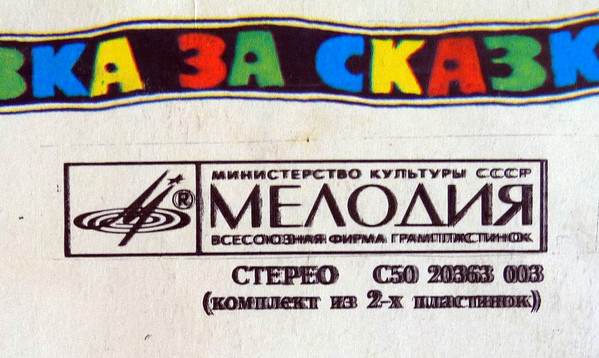 ЗКА ЗА СКАЗК
МИНИСТЕРСТВО КУЛЬТУРЫ СССР
® МЕЛОДИЯ
ВСЕСОЮЗНАЯ ФИРМА ГРАМПЛАСТИНОК
СТЕРЕО С50 20363 003
(комплект из 2-х пластинок)